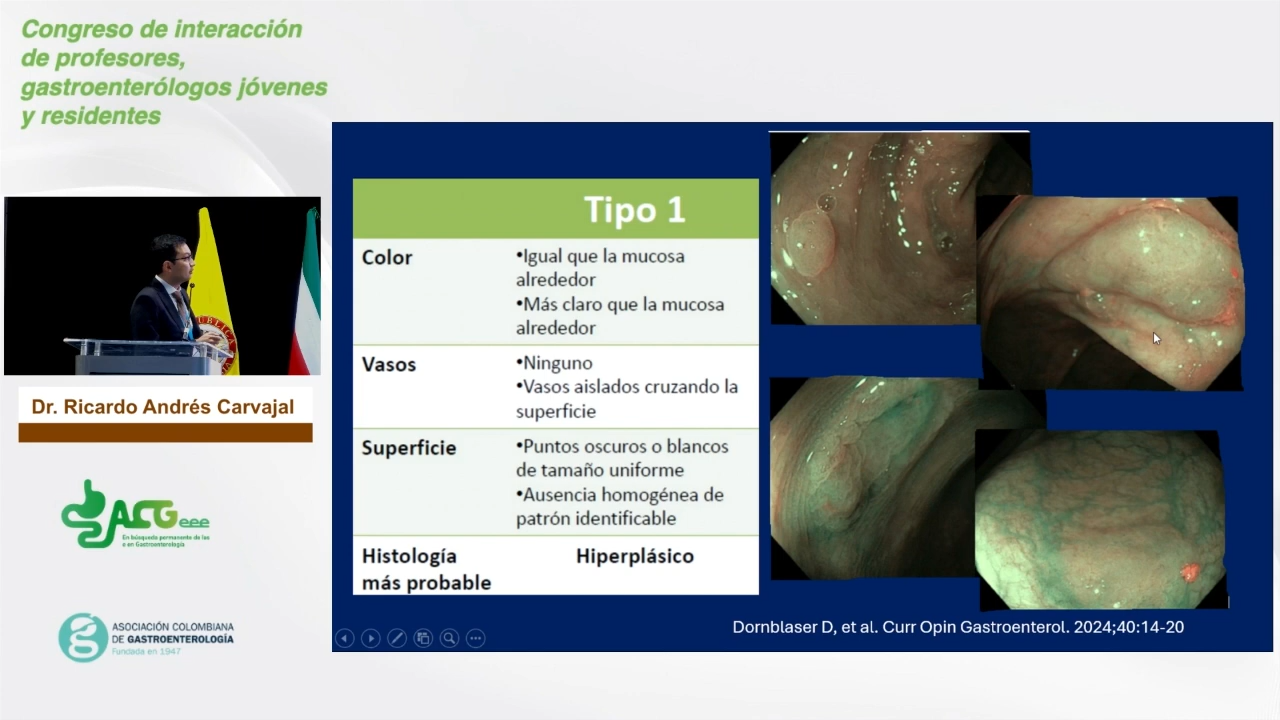 Congreso de interacción
de profesores,
gastroenterólogos jóvenes
y residentes
Dr. Ricardo Andrés Carvajal
ACGeee
En búsqueda permanente de los
e en Gastroenterología
ASOCIACIÓN COLOMBIANA
DE GASTROENTEROLOGÍA
Fundada en 1947
Tipo 1
Color
•Igual que la mucosa
alrededor
•Más claro que la mucosa
alrededor
Vasos
•Ninguno
•Vasos aislados cruzando la
superficie
Superficie
•Puntos oscuros o blancos
de tamaño uniforme
•Ausencia homogénea de
patrón identificable
Histología
más probable
Hiperplásico
Dornblaser D, et al. Curr Opin Gastroenterol. 2024;40:14-20